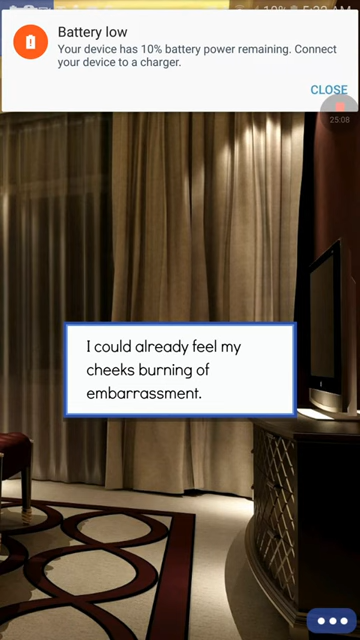 Battery low
Your device has 10% battery power remaining. Connect
your device to a charger.
CLOSE
25:08
I could already feel my
cheeks burning of
embarrassment.